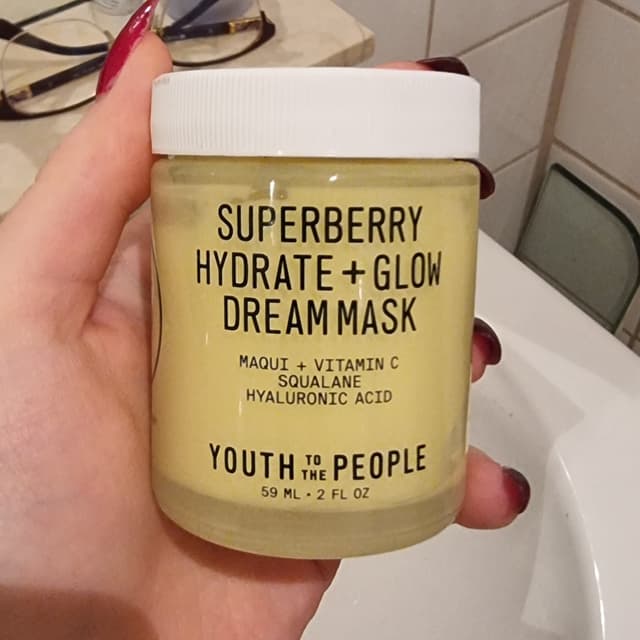 SUPERBERRY
HYDRATE + GLOW
DREAM MASK
MAQUI + VITAMIN C
SQUALANE
HYALURONIC ACID
YOUTH TO THE PEOPLE
59 ML • 2 FL OZ